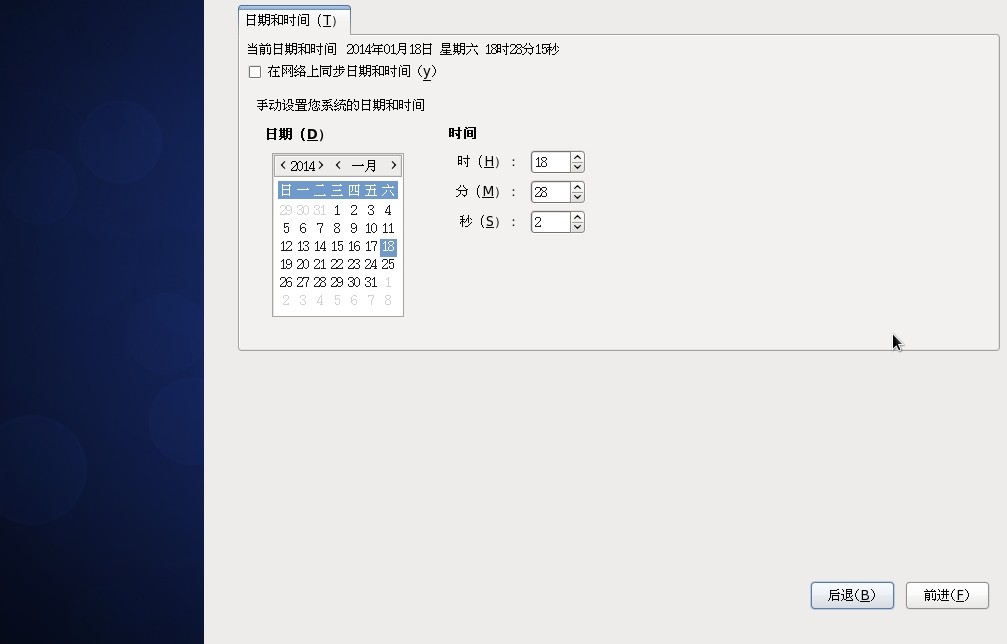 日期和时间（T）
当前日期和时间 2014年01月18日 星期六 18时28分15秒
在网络上同步日期和时间（y）
手动设置您系统的日期和时间
日期（D）
时间
< 2014 > < 一月 >
日 一 二 三 四 五 六
29 30 31 1 2 3 4
5 6 7 8 9 10 11
12 13 14 15 16 17 18
19 20 21 22 23 24 25
26 27 28 29 30 31 1
2 3 4 5 6 7 8
时（H）： 18
分（M）： 28
秒（S）： 2
后退(B) 前进(F)